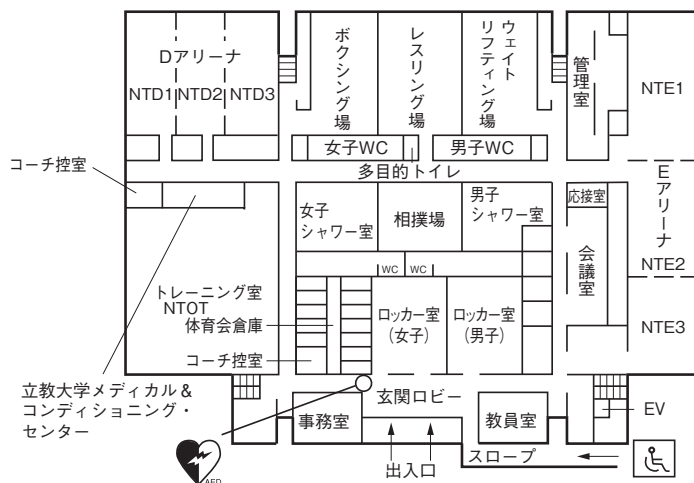 Dアリーナ
NTD1
NTD2
NTD3
ボクシング場
レスリング場
ウェイト
リフティング場
管理室
NTE1
女子WC
男子WC
コーチ控室
多目的トイレ
Eアリーナ
応接室
女子
シャワー室
相撲場
男子
シャワー室
会議室
NTE2
WC
WC
トレーニング室
NTOT
体育会倉庫
ロッカー室
(女子)
ロッカー室
(男子)
NTE3
コーチ控室
立教大学メディカル&
コンディショニング・
センター
玄関ロビー
事務室
教員室
EV
スロープ
出入口
AED